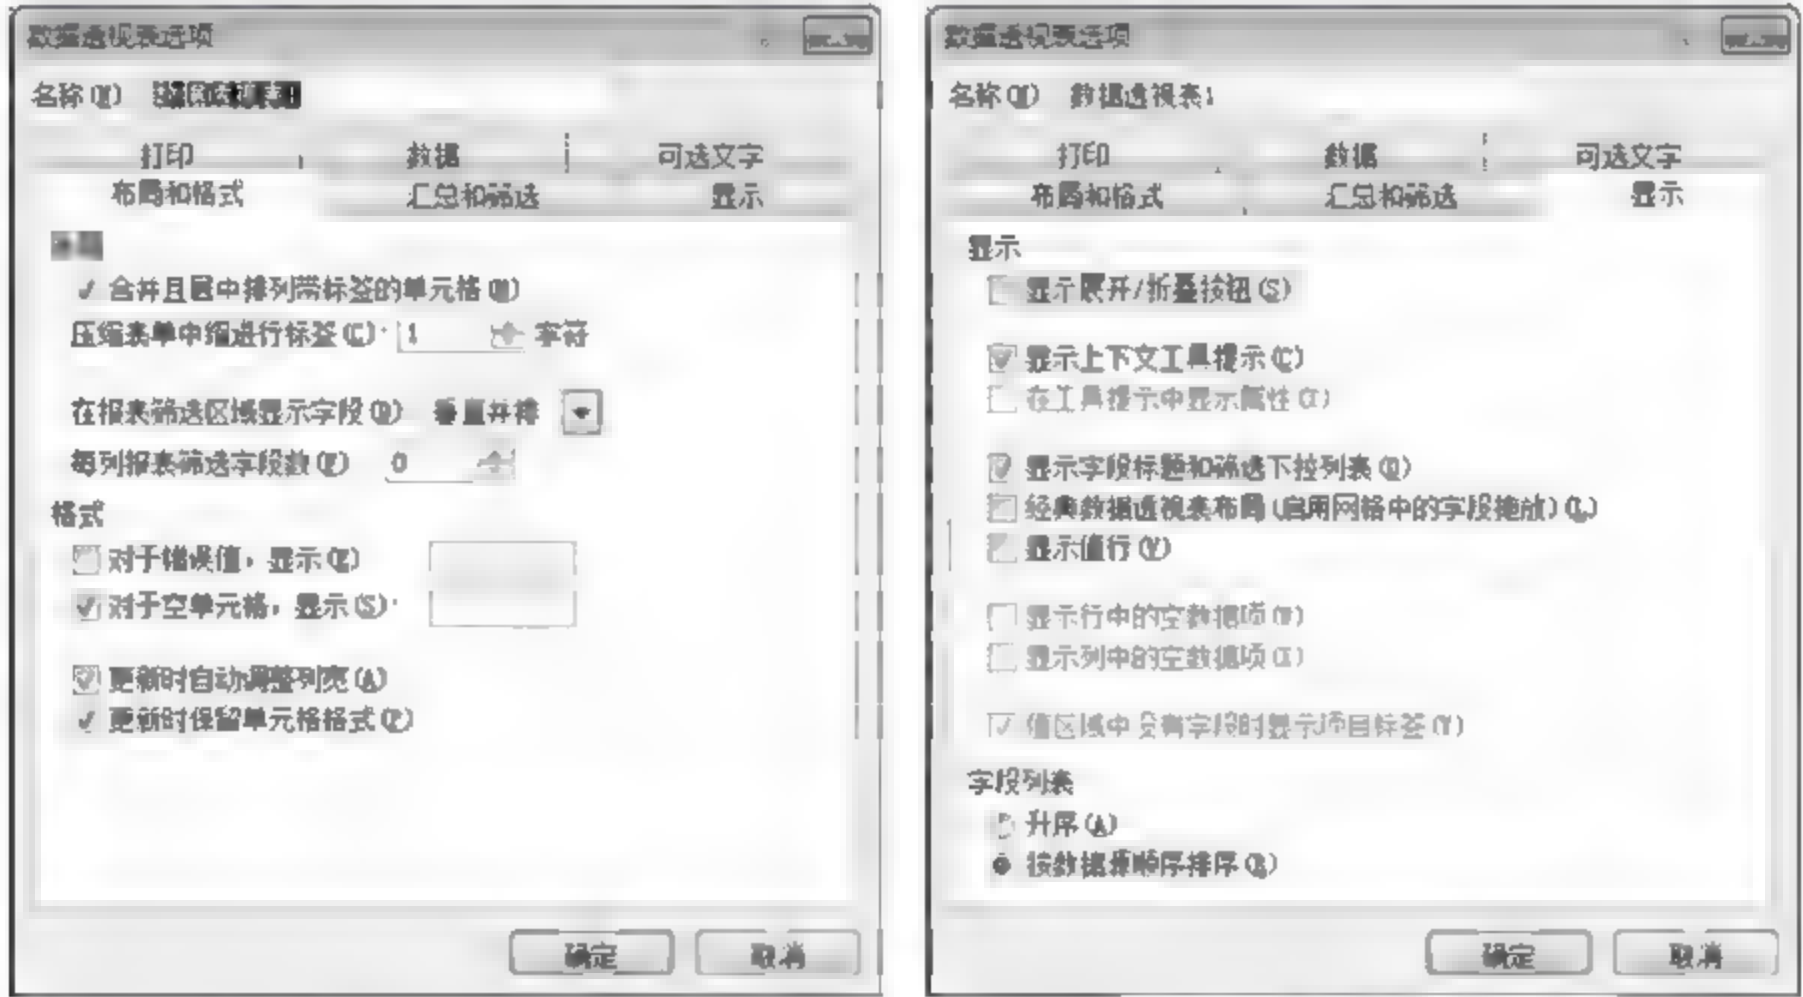 数据透视表选项
名称(N) 数据透视表1
打印 数据 可选文字
布局和格式 汇总和筛选 显示
合并且居中排列带标签的单元格(M)
压缩表单中缩进行标签(C): 1 字符
在报表筛选区域显示字段(D) 垂直并排
每列报表筛选字段数(F) 0
格式
对于错误值，显示(E)
对于空单元格，显示(S):
更新时自动调整列宽(A)
更新时保留单元格格式(P)
确定 取消
数据透视表选项
名称(N) 数据透视表1
打印 数据 可选文字
布局和格式 汇总和筛选 显示
显示
显示展开/折叠按钮(S)
显示上下文工具提示(C)
在工具提示中显示属性(T)
显示字段标题和筛选下拉列表(D)
经典数据透视表布局(启用网格中的字段拖放)(L)
显示值行(V)
显示行中的空数据项
显示列中的空数据项
值区域中没有字段时显示项目标签
字段列表
升序(A)
按数据源顺序排序
确定 取消